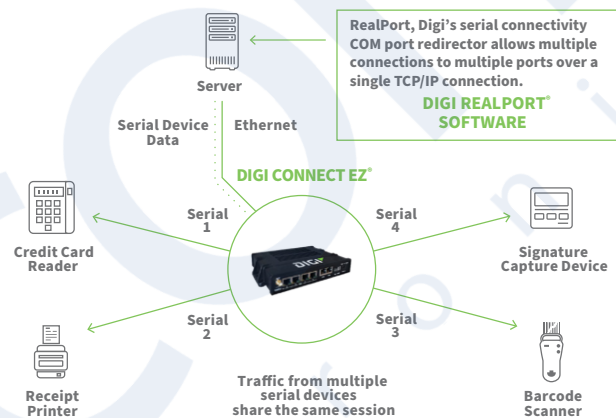 RealPort, Digi’s serial connectivity
COM port redirector allows multiple
connections to multiple ports over a
single TCP/IP connection.
DIGI REALPORT®
SOFTWARE
Server
Serial Device
Data
Ethernet
DIGI CONNECT EZ®
Serial
1
Serial
4
Credit Card
Reader
DIGI
Signature
Capture Device
Serial
2
Serial
3
Receipt
Printer
Traffic from multiple
serial devices
share the same session
Barcode
Scanner